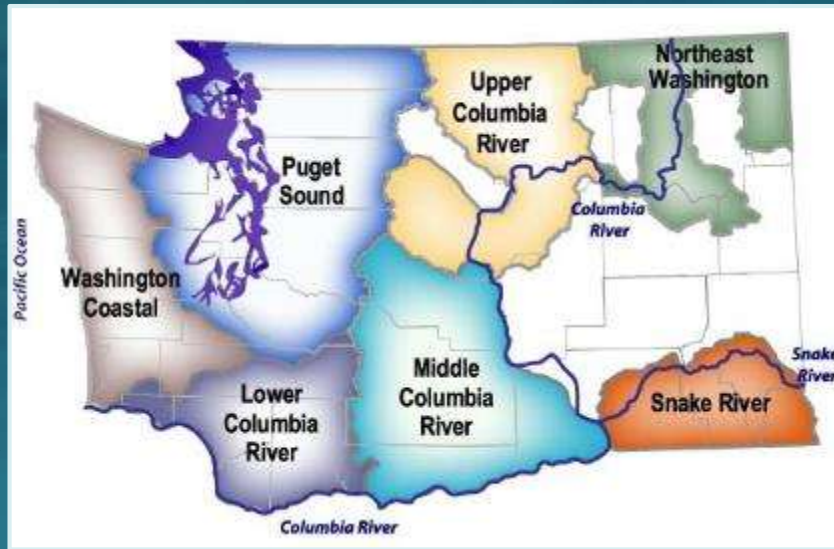 Northeast
Washington
Upper
Columbia
River
Puget
Sound
Columbia
River
Pacific Ocean
Washington
Coastal
Middle
Columbia
River
Lower
Columbia
River
Snake
River
Snake River
Columbia River